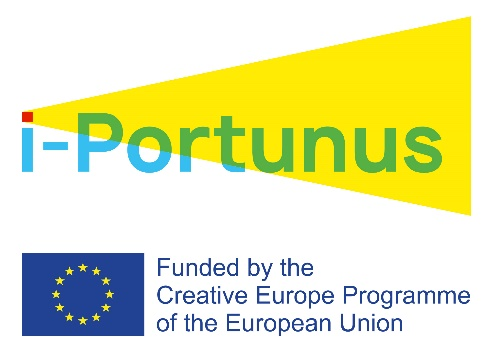 i-Portunus
Funded by the
Creative Europe Programme
of the European Union